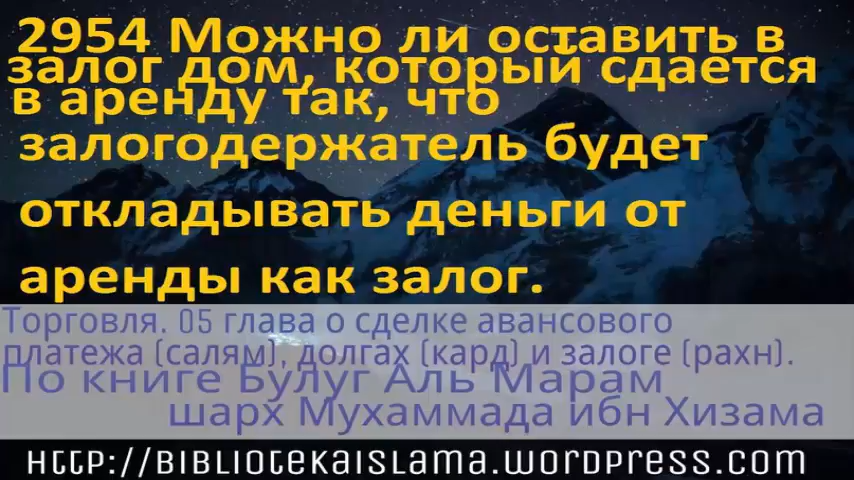 2954 Можно ли оставить в
залог дом, который сдается
в аренду так, что
залогодержатель будет
откладывать деньги от
аренды как залог.
Торговля. 05 глава о сделке авансового
платежа (салям), долгах (кард) и залоге (рахн).
По книге Булуг Аль Марам
шарх Мухаммада ибн Хизама
http://bibliotekaislama.wordpress.com